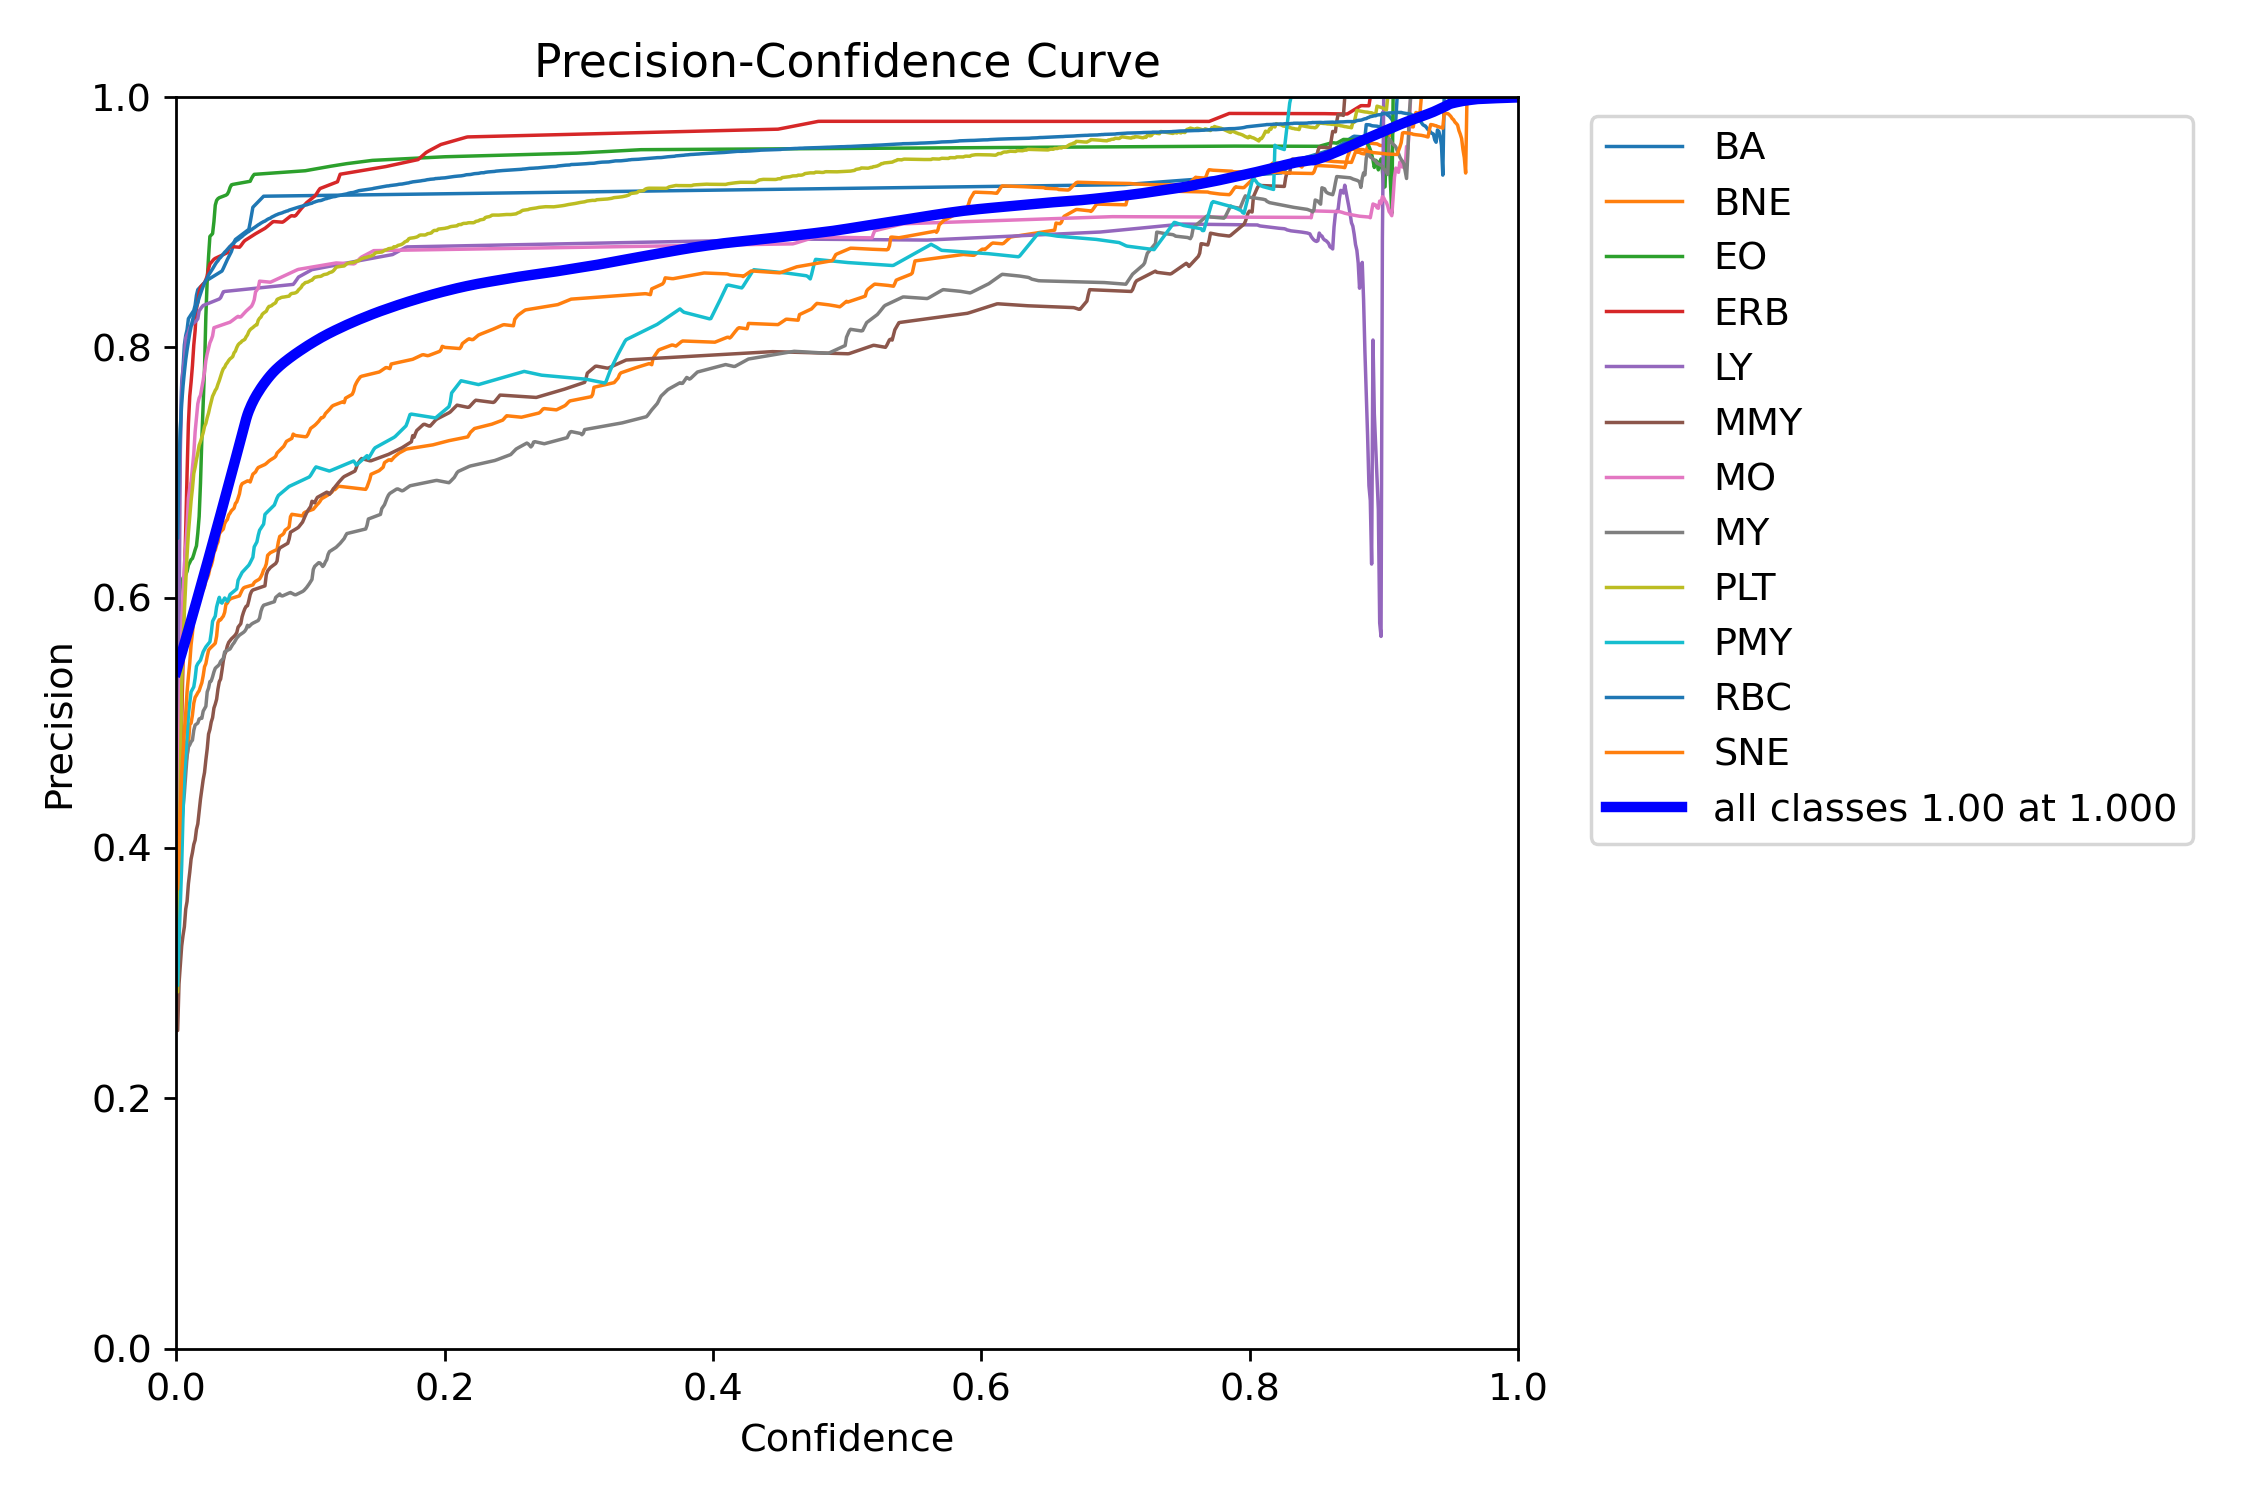 Precision-Confidence Curve
1.0
0.8
0.6
0.4
0.2
0.0
Precision
0.0 0.2 0.4 0.6 0.8 1.0
Confidence
BA
BNE
EO
ERB
LY
MMY
MO
MY
PLT
PMY
RBC
SNE
all classes 1.00 at 1.000